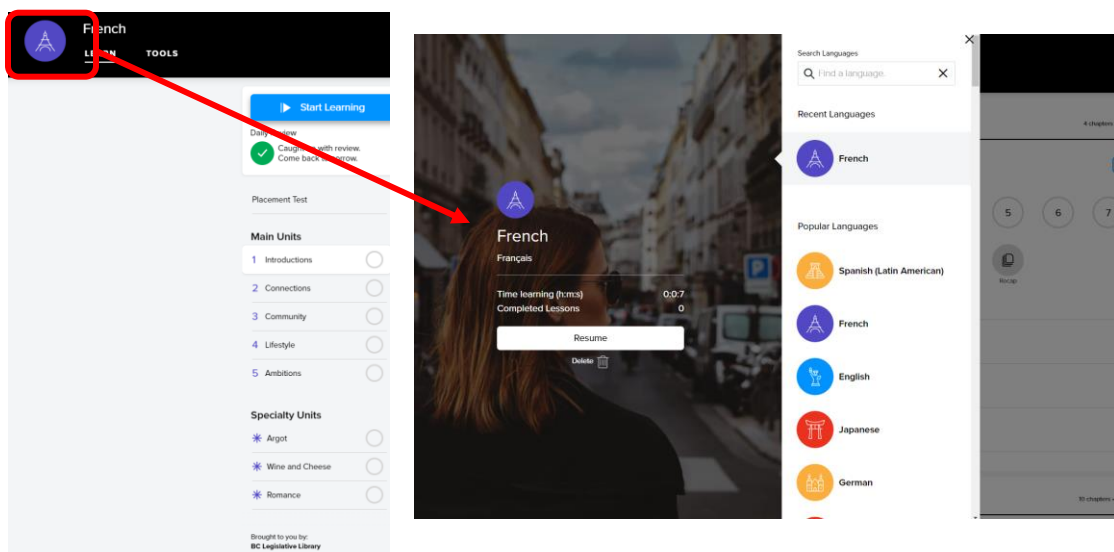 French
LEARN TOOLS
Start Learning
Daily Review
Caught up with review.
Come back tomorrow.
Placement Test
Main Units
1 Introductions
2 Connections
3 Community
4 Lifestyle
5 Ambitions
Specialty Units
Argot
Wine and Cheese
Romance
Brought to you by:
BC Legislative Library
French
Français
Time learning (h:m:s) 0:0:7
Completed Lessons 0
Resume
Delete
P
Search Languages
Find a language.
Recent Languages
French
Popular Languages
Spanish (Latin American)
French
English
Japanese
German
4 chapters
5 6 7
Recap
10 chapters